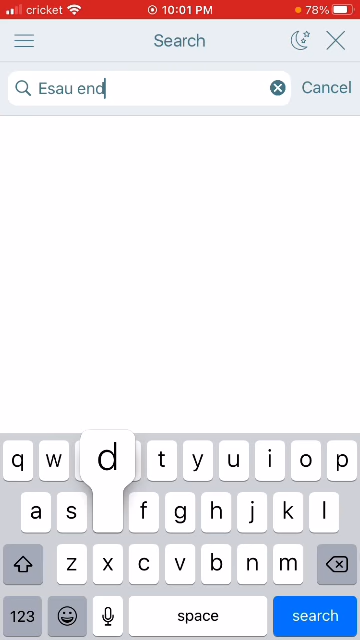 cricket 10:01 PM 78%
Search
Esau end Cancel
q w d t y u i o p
a s f g h j k l
z x c v b n m
123 space search